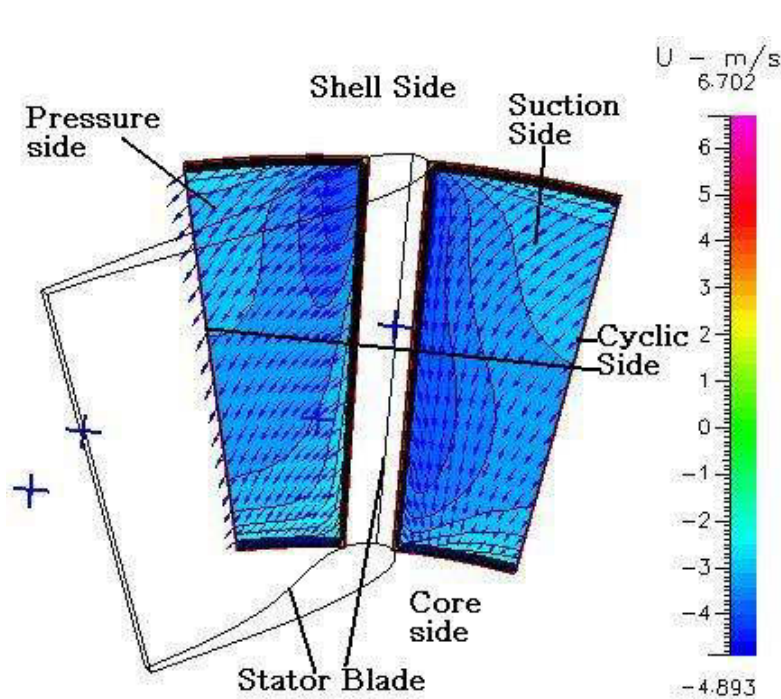 U - m/s
6.702
Shell Side
Suction
Side
Pressure
side
6
5
4
3
2
1
0
-1
-2
-3
-4
-4.893
Cyclic
Side
Core
side
Stator Blade